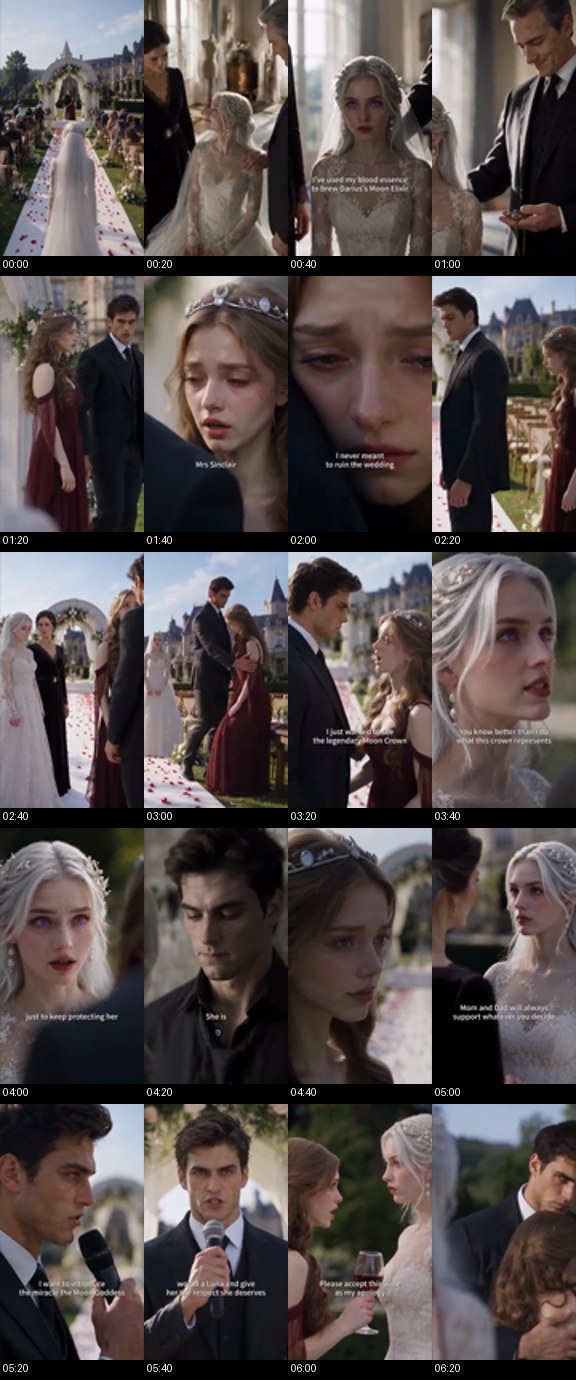 00:00
00:20
00:40
01:00
I've used my blood essence
to brew Darius's Moon Elixir
01:20
01:40
02:00
02:20
Mrs Sinclair
I never meant
to ruin the wedding
02:40
03:00
03:20
03:40
I just wanted to see
the legendary Moon Crown
You know better than I do
what this crown represents
04:00
04:20
04:40
05:00
just to keep protecting her
She is
Mom and Dad will always
support whatever you decide
05:20
05:40
06:00
06:20
I want to introduce
the miracle the Moon Goddess
a Luna and give
her the respect she deserves
Please accept this wine
as my apology